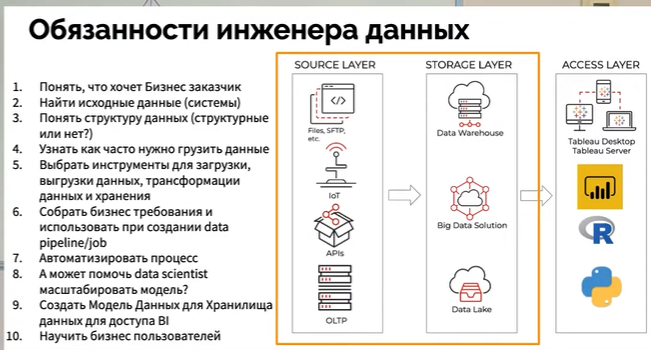 Обязанности инженера данных
1. Понять, что хочет Бизнес заказчик
2. Найти исходные данные (системы)
3. Понять структуру данных (структурные
или нет?)
4. Узнать как часто нужно грузить данные
5. Выбрать инструменты для загрузки,
выгрузки данных, трансформации
данных и хранения
6. Собрать бизнес требования и
использовать при создании data
pipeline/job
7. Автоматизировать процесс
8. А может помочь data scientist
масштабировать модель?
9. Создать Модель Данных для Хранилища
данных для доступа BI
10. Научить бизнес пользователей
SOURCE LAYER
Files, SFTP,
etc.
IoT
APIs
OLTP
STORAGE LAYER
Data Warehouse
Big Data Solution
Data Lake
ACCESS LAYER
Tableau Desktop
Tableau Server
R